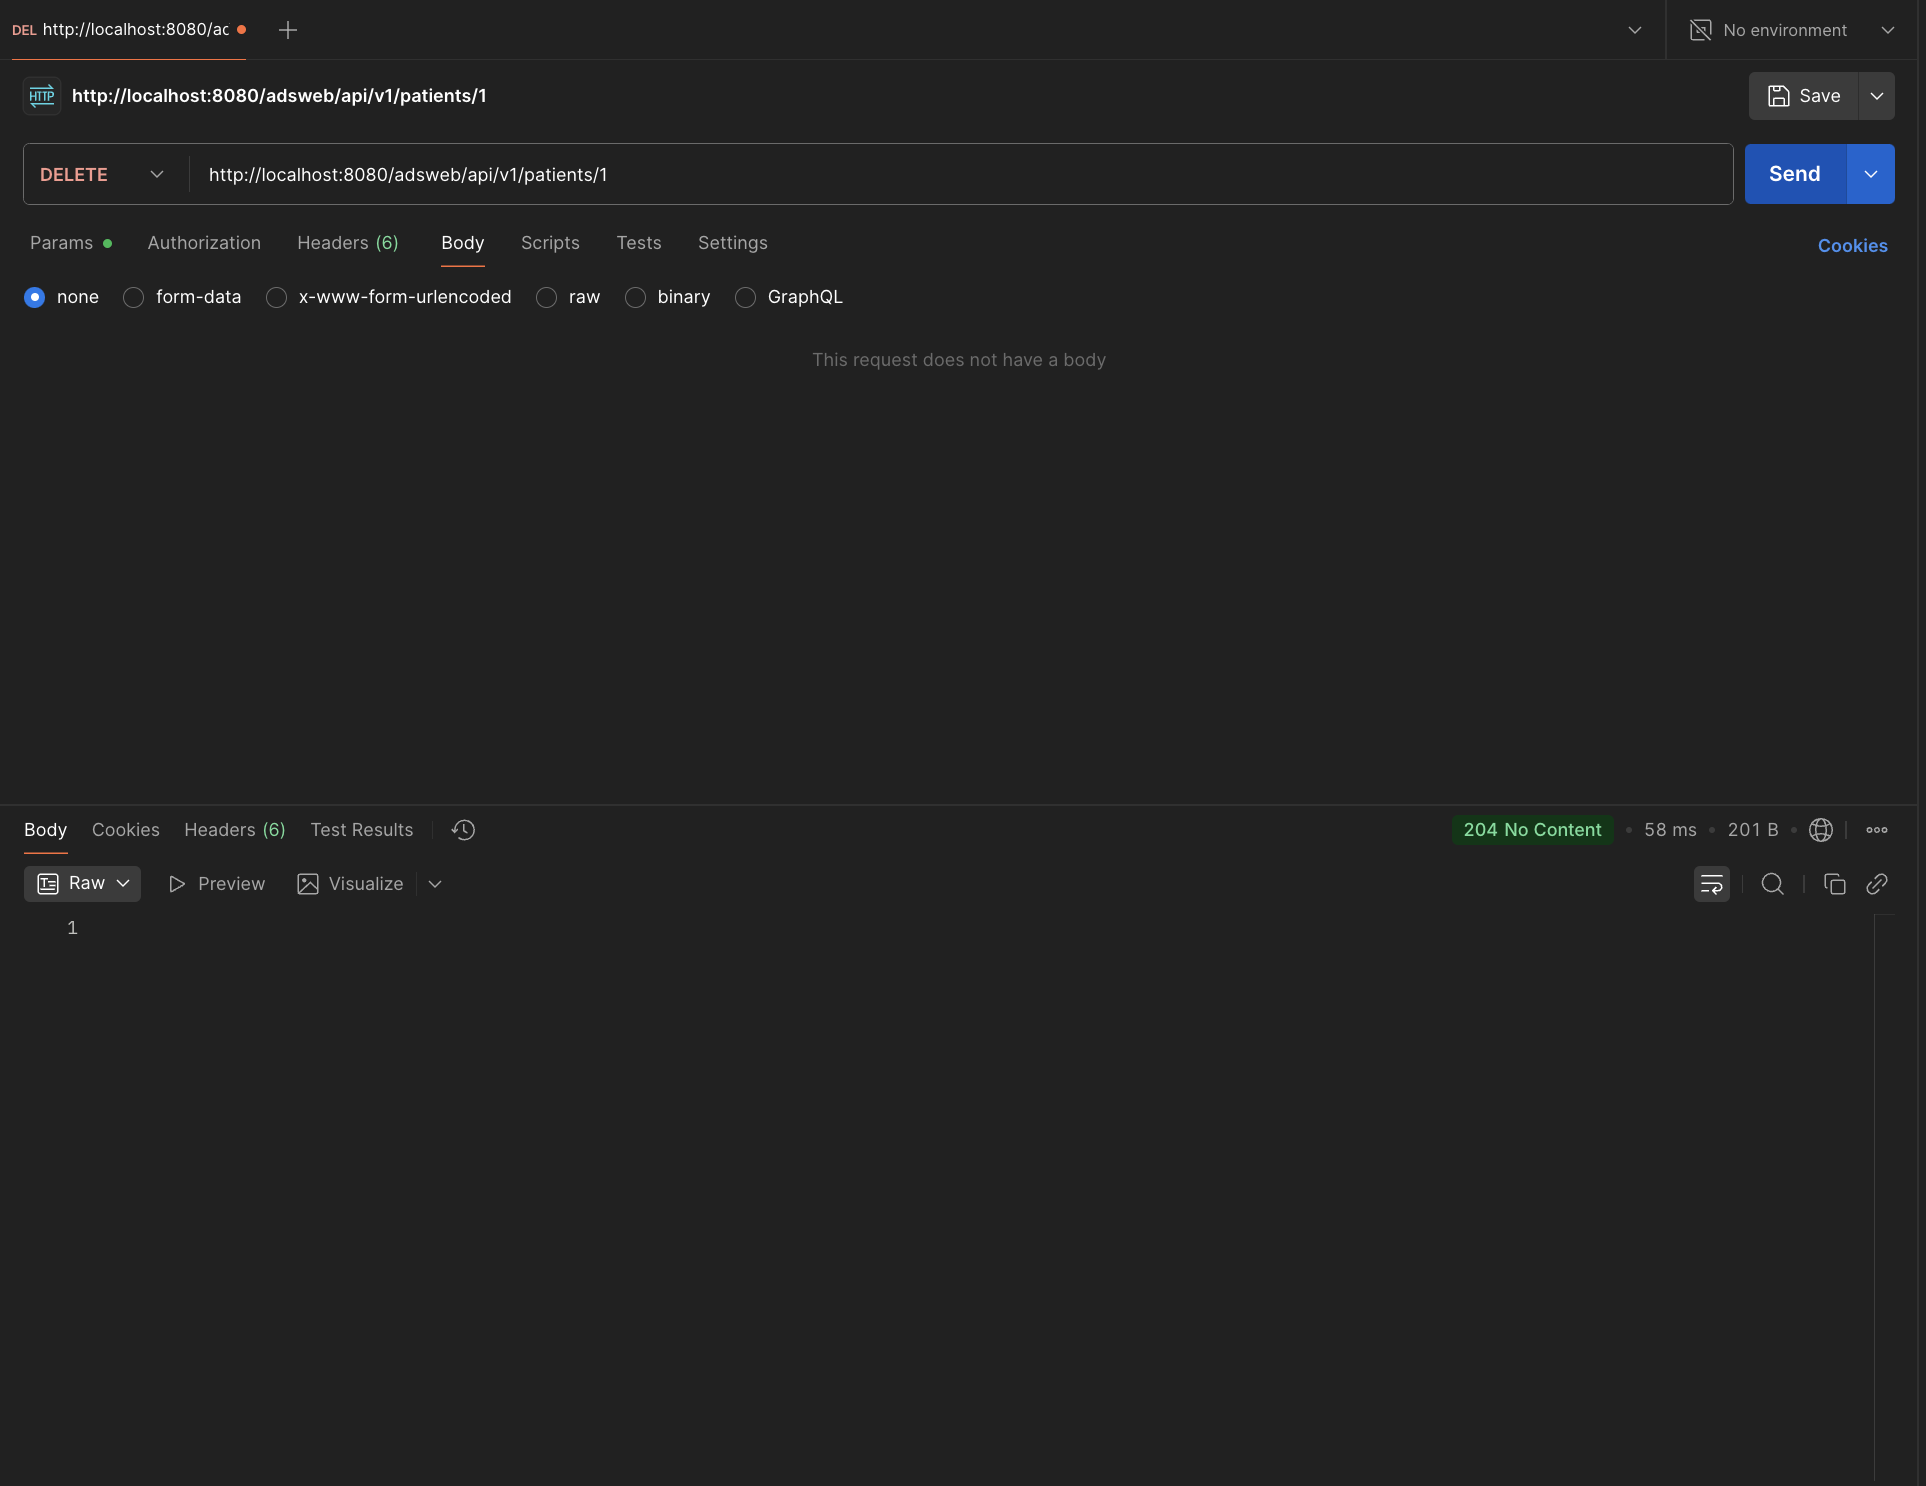 DEL http://localhost:8080/ac
No environment
HTTP http://localhost:8080/adsweb/api/v1/patients/1
Save
DELETE http://localhost:8080/adsweb/api/v1/patients/1
Send
Params Authorization Headers (6) Body Scripts Tests Settings
Cookies
none form-data x-www-form-urlencoded raw binary GraphQL
This request does not have a body
Body Cookies Headers (6) Test Results
204 No Content • 58 ms • 201 B •
Raw Preview Visualize
1